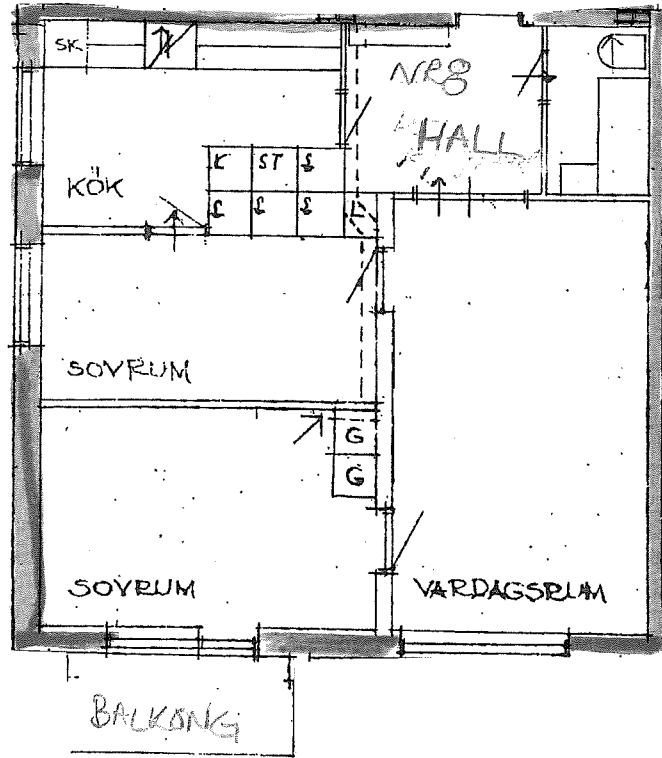 SK
NR8
HALL
K ST S
KÖK
S S S L
SOVRUM
G
G
SOVRUM
VARDAGSRUM
BALKONG